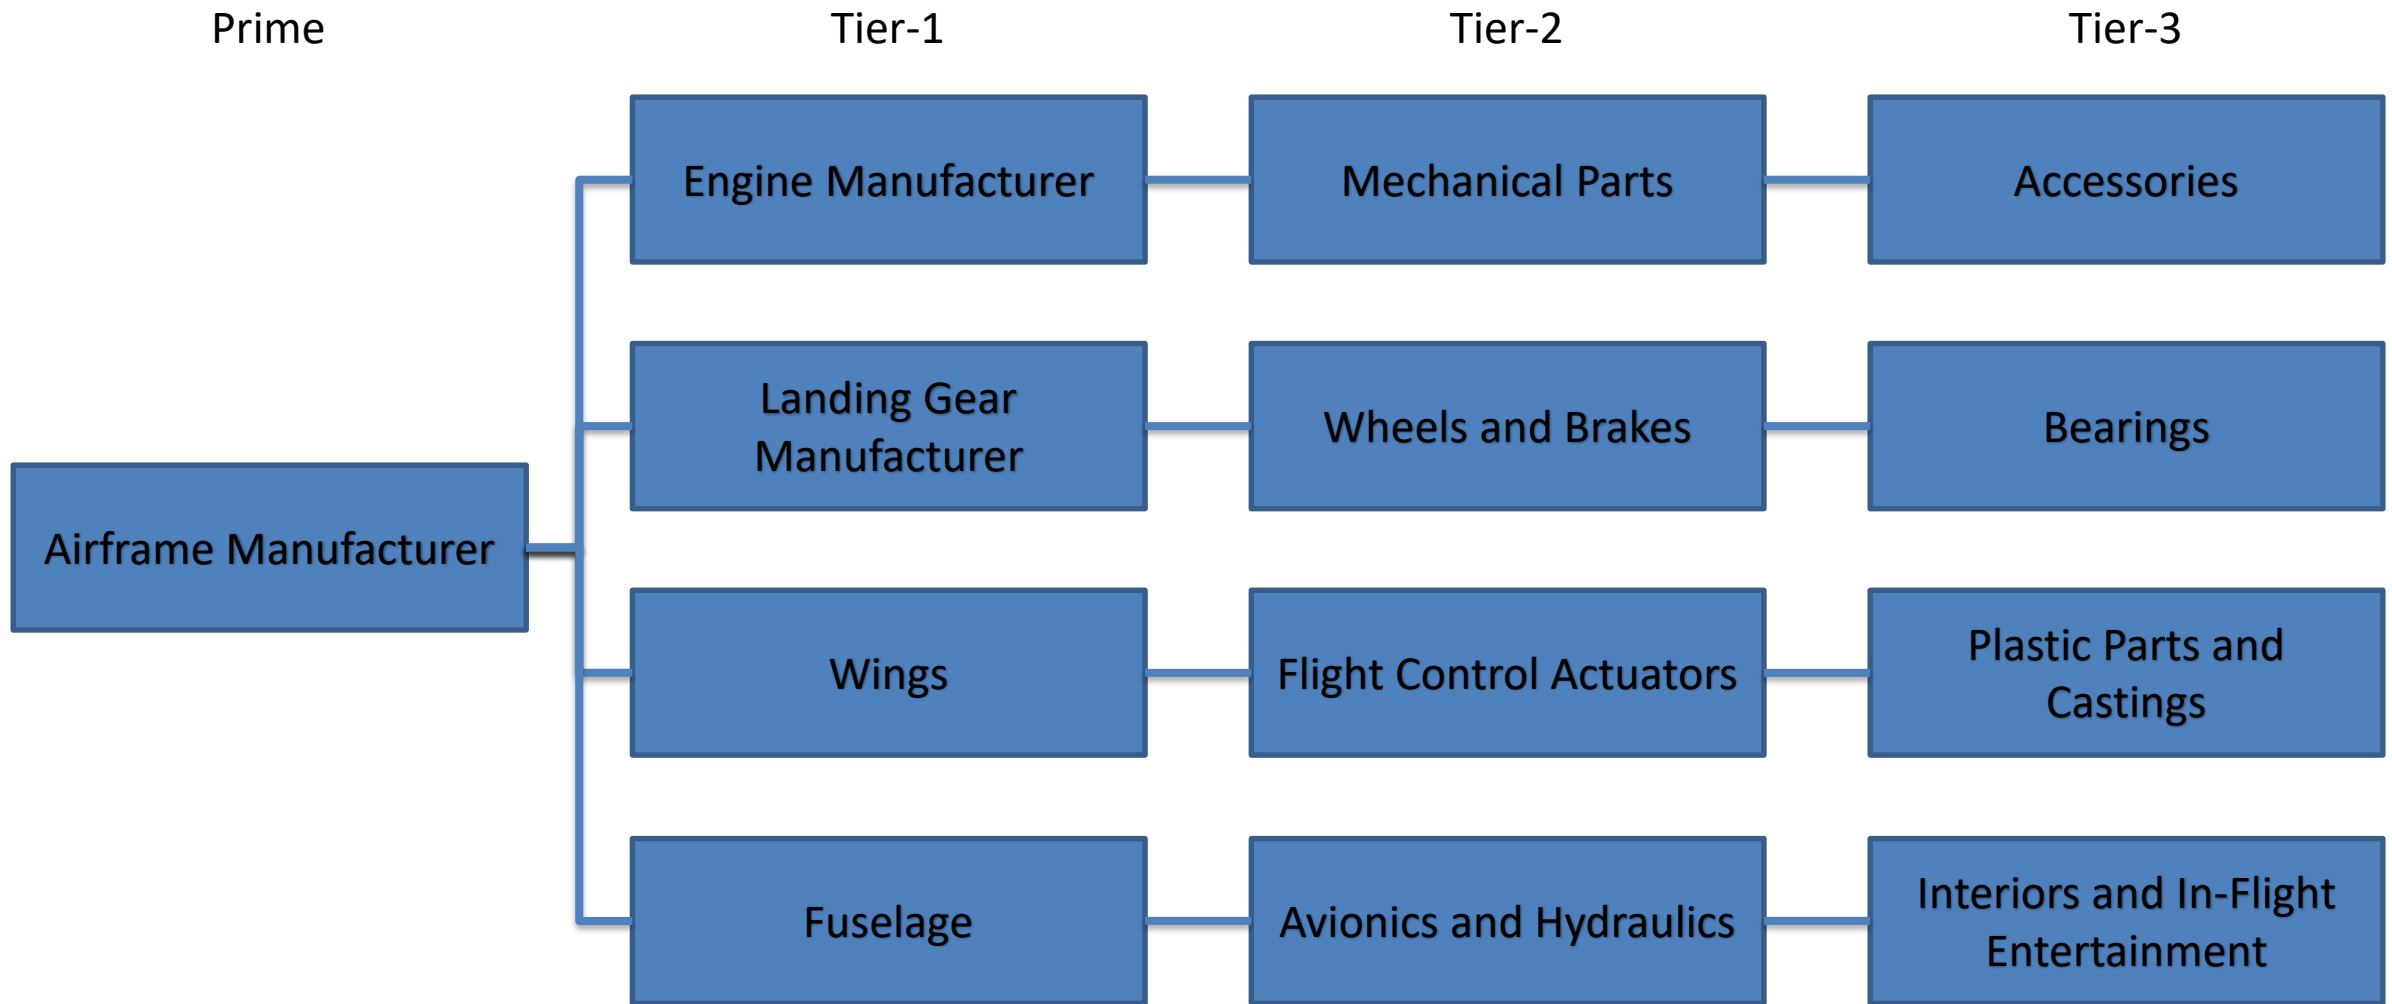 Prime
Tier-1
Tier-2
Tier-3
Engine Manufacturer
Mechanical Parts
Accessories
Landing Gear
Manufacturer
Wheels and Brakes
Bearings
Airframe Manufacturer
Wings
Flight Control Actuators
Plastic Parts and
Castings
Fuselage
Avionics and Hydraulics
Interiors and In-Flight
Entertainment